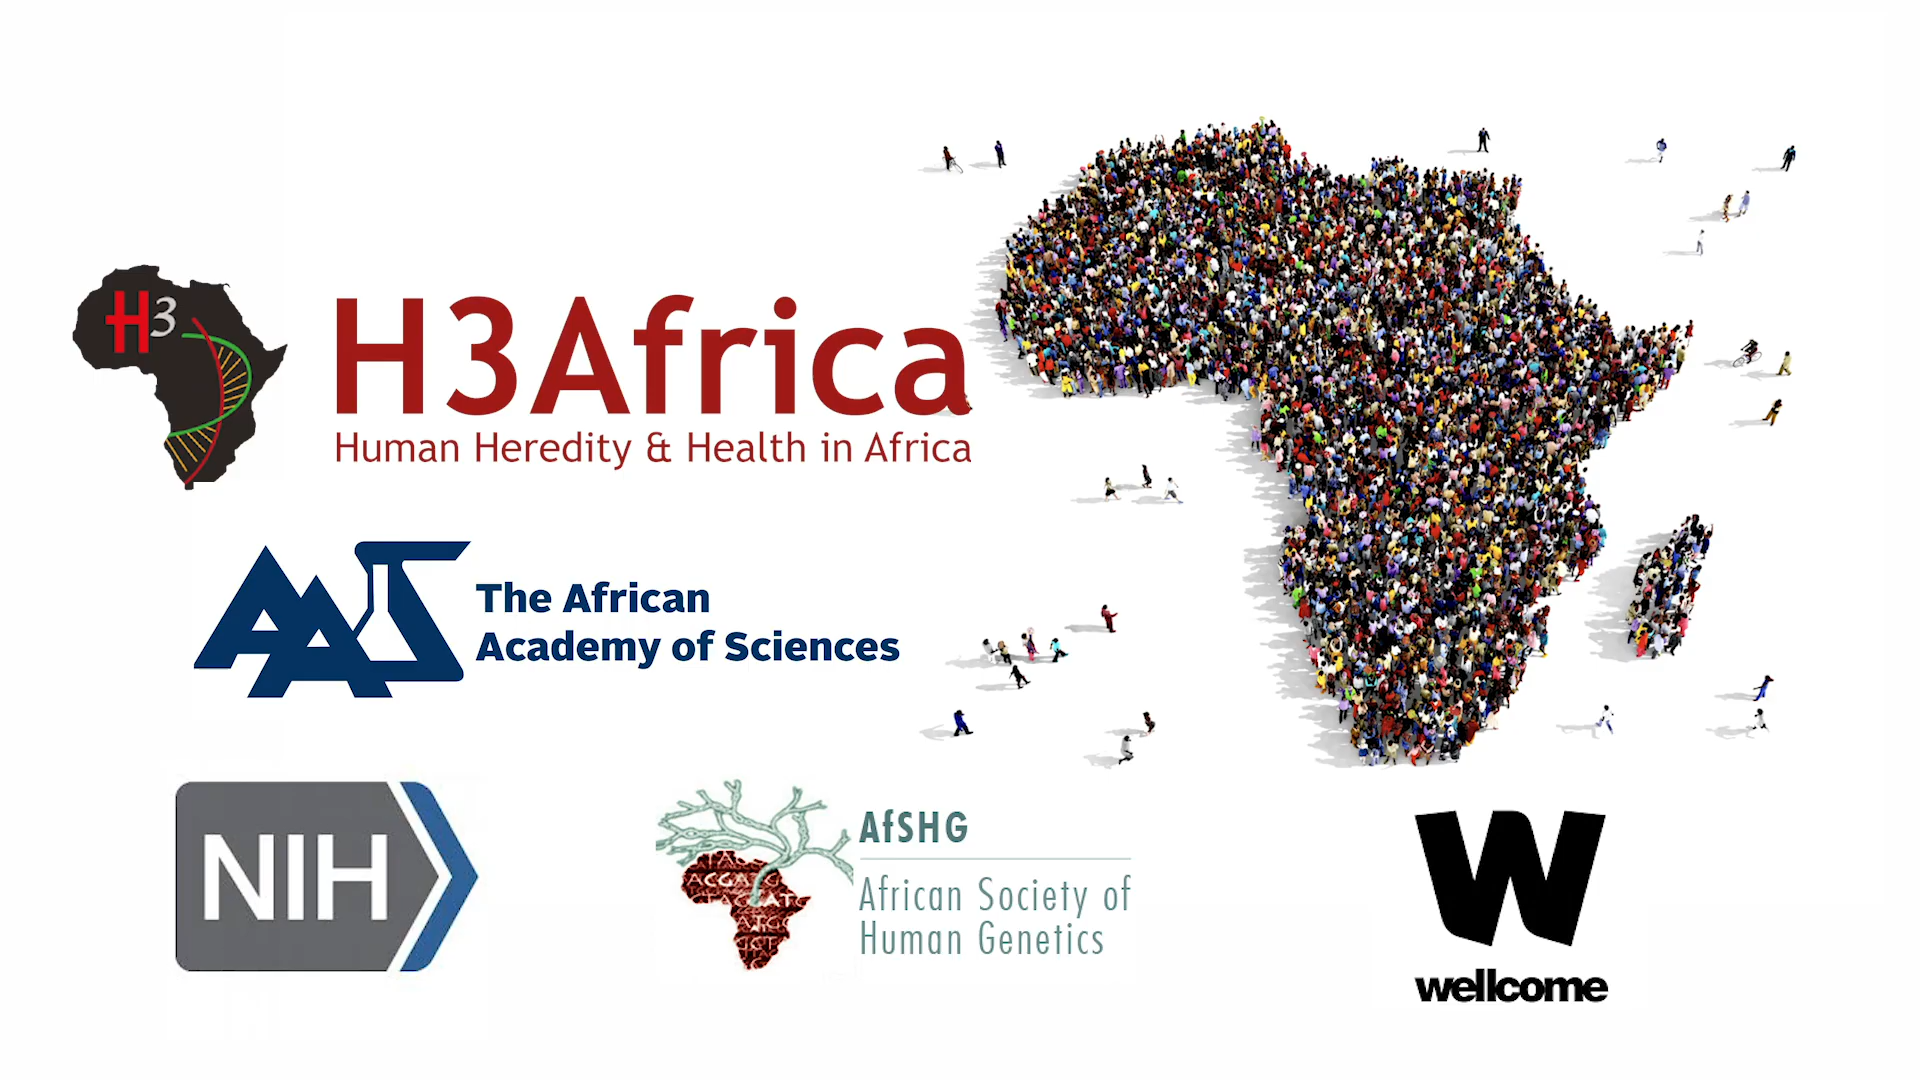 H3
H3Africa
Human Heredity & Health in Africa
AAS
The African
Academy of Sciences
NIH
AfSHG
African Society of
Human Genetics
W
wellcome